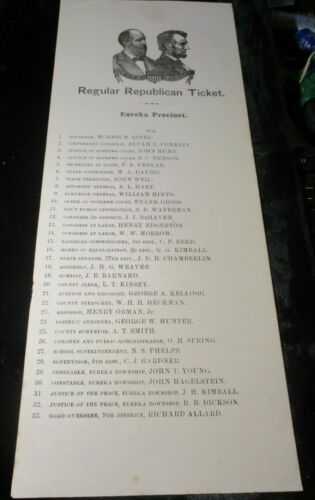 Regular Republican Ticket.
Eureka Precinct.
FOR
1. GOVERNOR, MORRIS M. ESTEE.
2. LIEUTENANT GOVERNOR, ALVAH R. CONKLIN
3. JUSTICE OF SUPREME COURT, JOHN HUNT.
4. JUSTICE OF SUPREME COURT, S. C. DENSON.
5. SECRETARY OF STATE, F. A. PEDLAR.
6. STATE CONTROLLER, W. A. DAVIES.
7. STATE TREASURER, JOHN WEIL.
8. ATTORNEY GENERAL, A. L. HART.
9. SURVEYOR GENERAL, WILLIAM MINTO.
10. CLERK OF SUPREME COURT, FRANK GROSS.
11. SUP'T PUBLIC INSTRUCTION, S. D. WATERMAN.
12. CONGRESS 3D DISTRICT, J. J. DeHAVEN
13. CONGRESS AT LARGE, HENRY EDGERTON.
14. CONGRESS AT LARGE, W. W. MORROW.
15. RAILROAD COMMISSIONER, 1ST DIST., C. F. REED.
16. BOARD OF EQUALIZATION, 3D DIST., G. G. KIMBALL.
17. STATE SENATOR, 27TH DIST., J. D. H. CHAMBERLIN.
18. ASSEMBLY, J. H. G. WEAVER.
19. SHERIFF, J. E. BARNARD.
20. COUNTY CLERK, L. T. KINSEY.
21. AUDITOR AND RECORDER, GEORGE A. KELLOGG.
22. COUNTY TREASURER, W. H. H. HECKMAN.
23. ASSESSOR, HENRY OGMAN, Jr.
24. DISTRICT ATTORNEY, GEORGE W. HUNTER.
25. COUNTY SURVEYOR, A. T. SMITH.
26. CORONER AND PUBLIC ADMINISTRATOR, O. H. SPRING.
27. SCHOOL SUPERINTENDENT, N. S. PHELPS.
28. SUPERVISOR, 4TH DIST., C. J. GARDNER.
29. CONSTABLE, EUREKA TOWNSHIP, JOHN T. YOUNG.
30. CONSTABLE, EUREKA TOWNSHIP, JOHN HAGELSTEIN.
31. JUSTICE OF THE PEACE, EUREKA TOWNSHIP, J. H. KIMBALL.
32. JUSTICE OF THE PEACE, EUREKA TOWNSHIP, R. B. DICKSON.
33. ROAD OVERSEER, 9TH DISTRICT, RICHARD ALLARD.